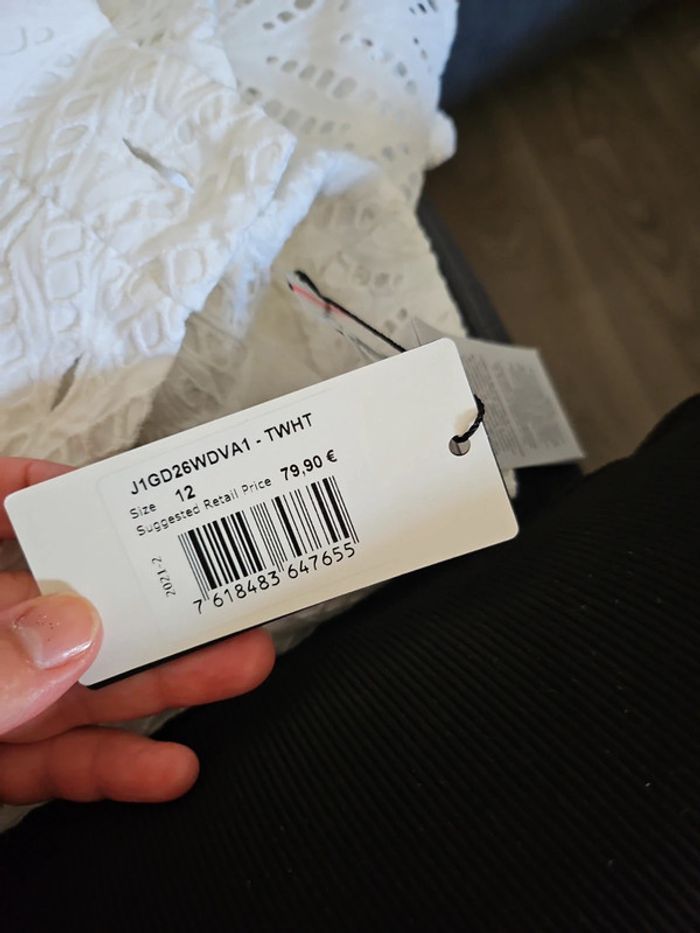 J1GD26WDVA1 - TWHT
Size 12
Suggested Retail Price 79,90 €
2021-2
7 618483 647655